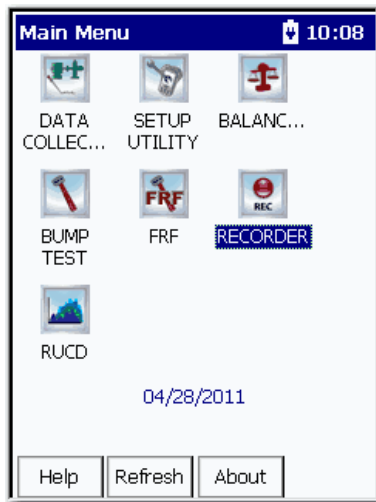 Main Menu 10:08
DATA SETUP BALANC...
COLLEC... UTILITY
FRF REC
BUMP FRF RECORDER
TEST
RUCD
04/28/2011
Help Refresh About